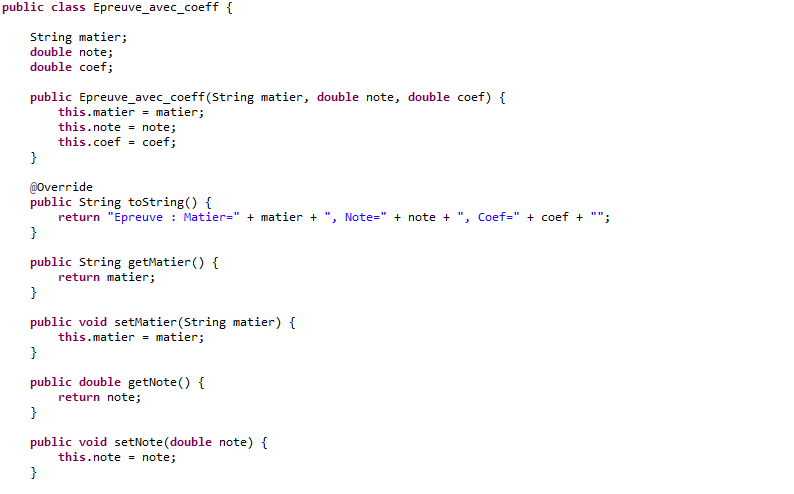 public class Epreuve_avec_coeff {
String matier;
double note;
double coef;
public Epreuve_avec_coeff(String matier, double note, double coef) {
this.matier = matier;
this.note = note;
this.coef = coef;
}
@Override
public String toString() {
return "Epreuve : Matier=" + matier + ", Note=" + note + ", Coef=" + coef + "";
}
public String getMatier() {
return matier;
}
public void setMatier(String matier) {
this.matier = matier;
}
public double getNote() {
return note;
}
public void setNote(double note) {
this.note = note;
}